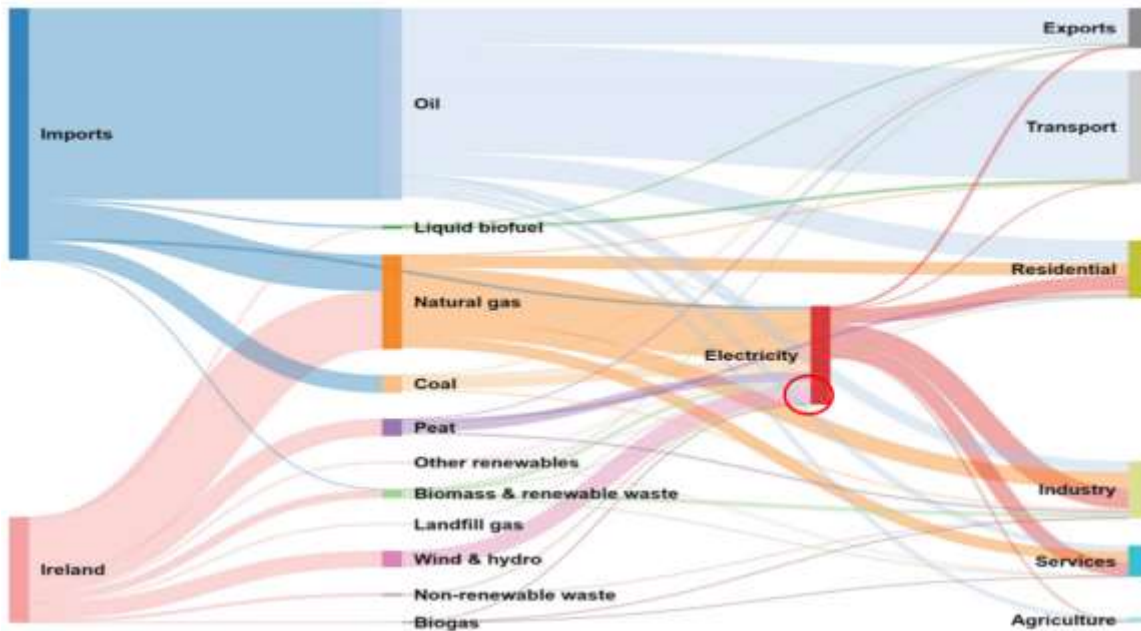 Exports
Oil
Transport
Imports
Liquid biofuel
Residential
Natural gas
Electricity
Coal
Peat
Other renewables
Biomass & renewable waste
Industry
Landfill gas
Wind & hydro
Services
Ireland
Non-renewable waste
Biogas
Agriculture